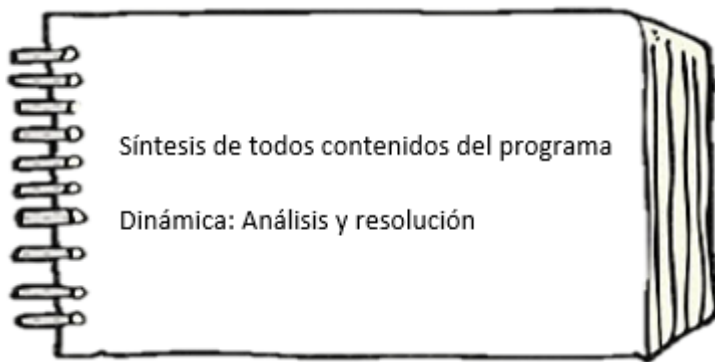 Síntesis de todos contenidos del programa
Dinámica: Análisis y resolución